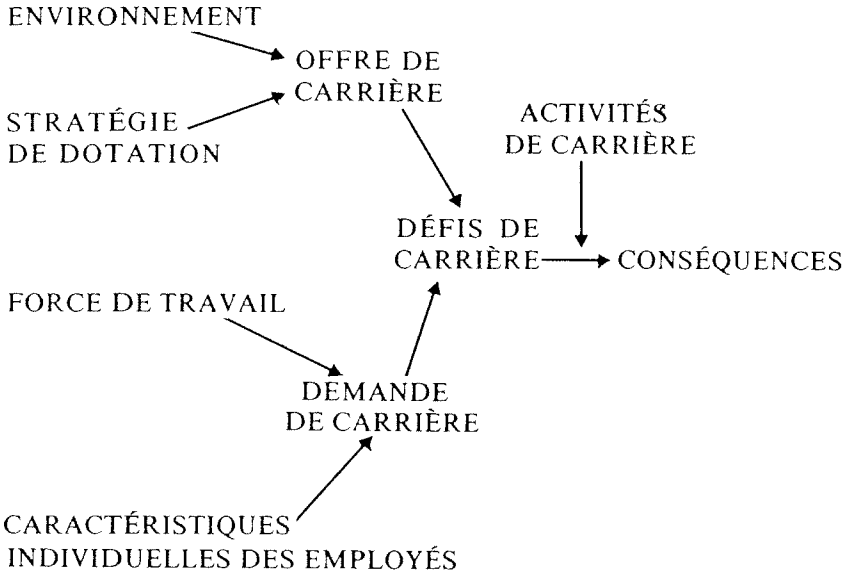 ENVIRONNEMENT
OFFRE DE
CARRIÈRE
STRATÉGIE
DE DOTATION
ACTIVITÉS
DE CARRIÈRE
DÉFIS DE
CARRIÈRE
CONSÉQUENCES
FORCE DE TRAVAIL
DEMANDE
DE CARRIÈRE
CARACTÉRISTIQUES
INDIVIDUELLES DES EMPLOYÉS